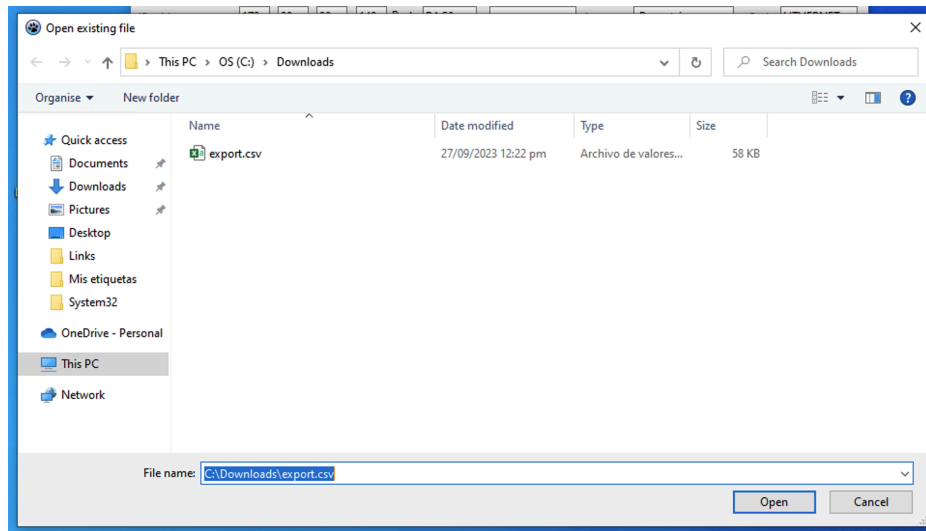 Open existing file
This PC > OS (C:) > Downloads
Search Downloads
Organise
New folder
Name
Date modified
Type
Size
export.csv
27/09/2023 12:22 pm
Archivo de valores...
58 KB
Quick access
Documents
Downloads
Pictures
Desktop
Links
Mis etiquetas
System32
OneDrive - Personal
This PC
Network
File name:
C:\Downloads\export.csv
Open
Cancel